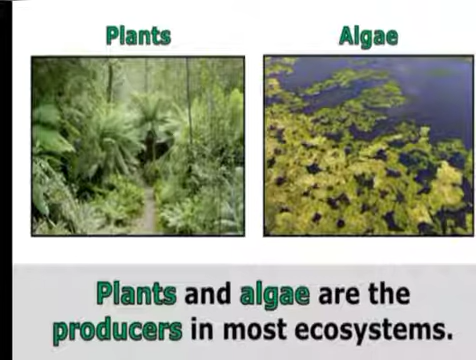 Plants
Algae
Plants and algae are the
producers in most ecosystems.